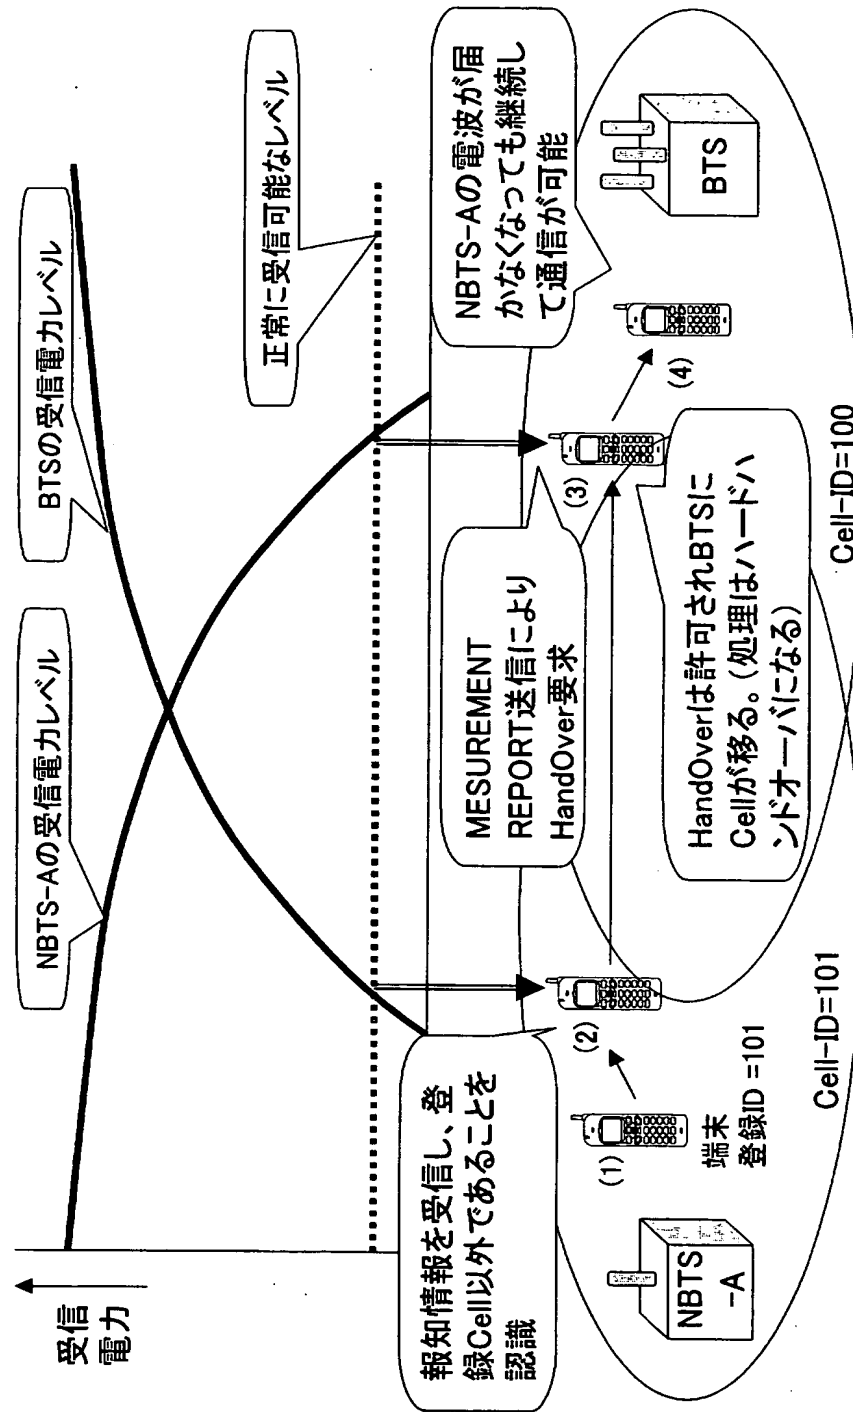 受信
電力
NBTS-Aの受信電力レベル
BTSの受信電力レベル
正常に受信可能なレベル
報知情報を受信し、登
録Cell以外であることを
認識
MESUREMENT
REPORT送信により
HandOver要求
NBTS-Aの電波が届
かなくなっても継続し
て通信が可能
(1)
(2)
(3)
(4)
端末
登録ID =101
HandOverは許可されBTSに
Cellが移る。(処理はハードハ
ンドオーバになる)
NBTS
-A
BTS
Cell-ID=101
Cell-ID=100